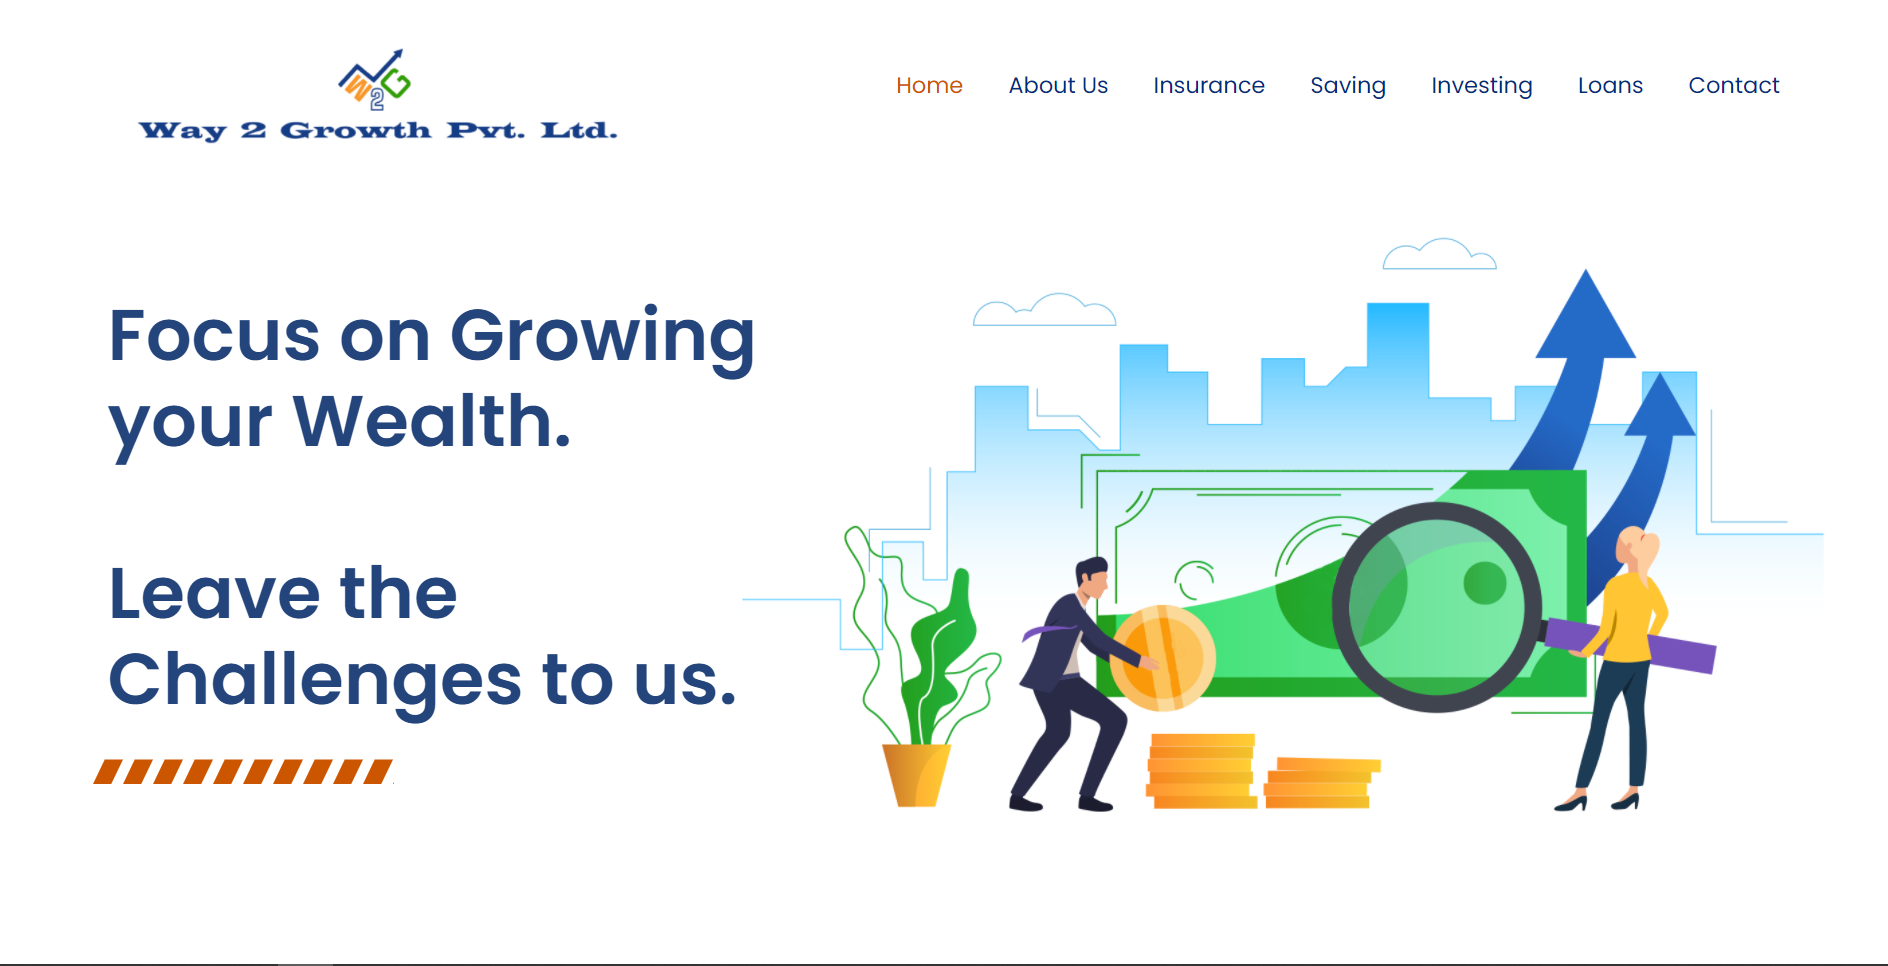 W2G
Way 2 Growth Pvt. Ltd.
Home About Us Insurance Saving Investing Loans Contact
Focus on Growing
your Wealth.
Leave the
Challenges to us.